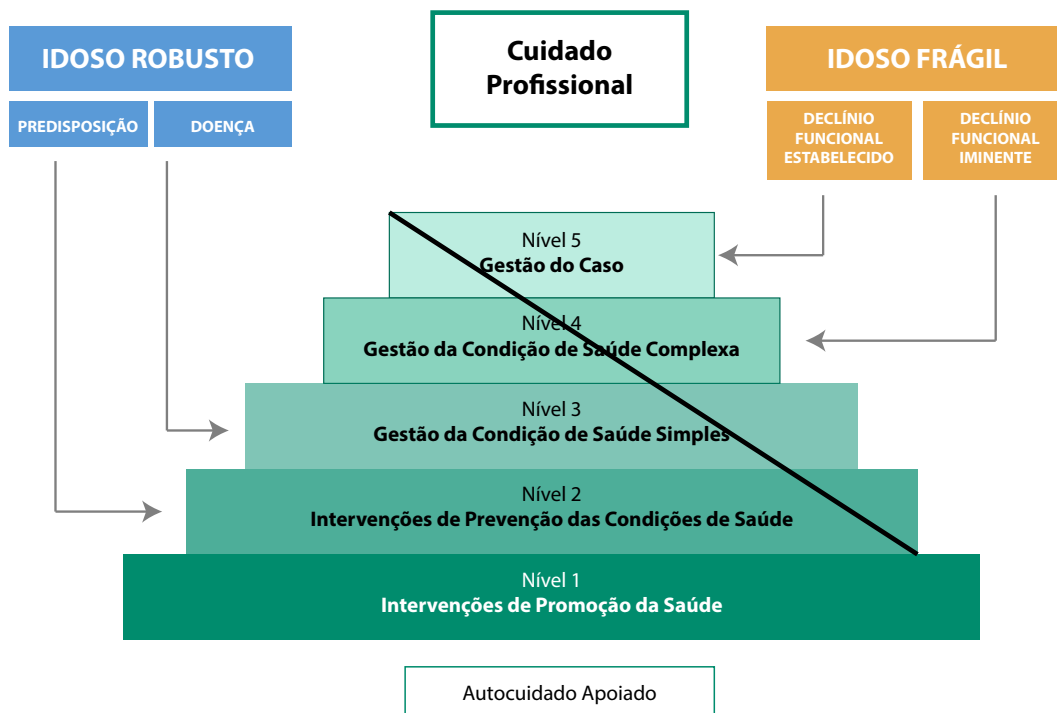 IDOSO ROBUSTO
PREDISPOSIÇÃO
DOENÇA
Cuidado
Profissional
IDOSO FRÁGIL
DECLÍNIO
FUNCIONAL
ESTABELECIDO
DECLÍNIO
FUNCIONAL
IMINENTE
Nível 5
Gestão do Caso
Nível 4
Gestão da Condição de Saúde Complexa
Nível 3
Gestão da Condição de Saúde Simples
Nível 2
Intervenções de Prevenção das Condições de Saúde
Nível 1
Intervenções de Promoção da Saúde
Autocuidado Apoiado